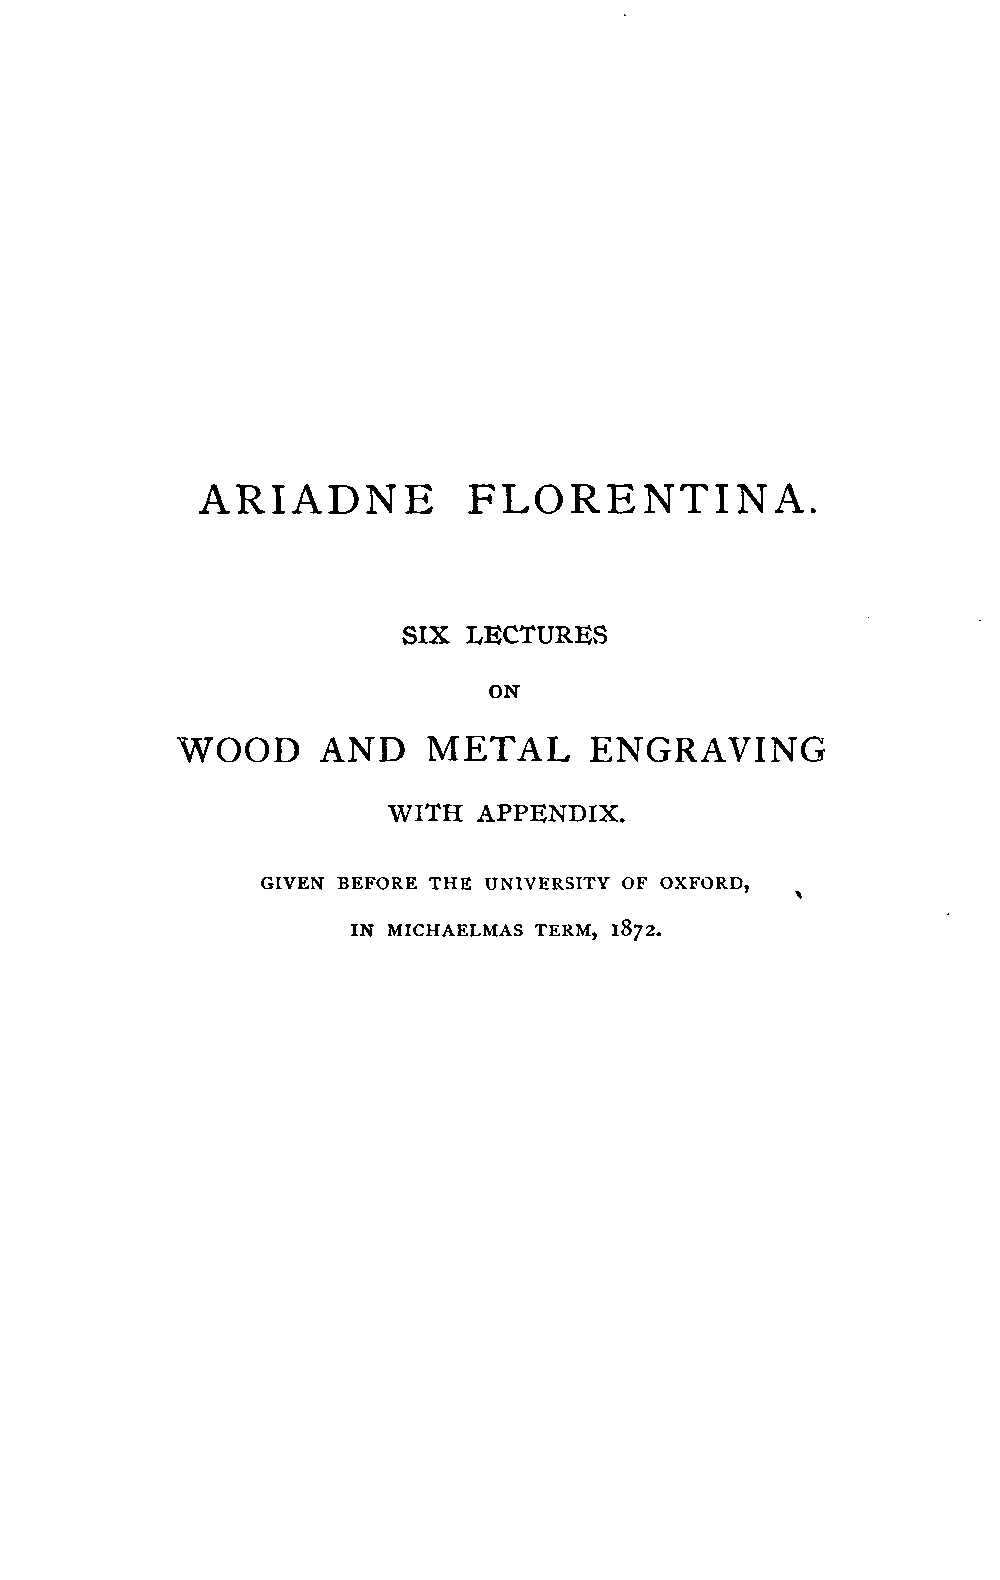 ARIADNE FLORENTINA.
SIX LECTURES
ON
WOOD AND METAL ENGRAVING
WITH APPENDIX.
GIVEN BEFORE THE UNIVERSITY OF OXFORD,
IN MICHAELMAS TERM, 1872.